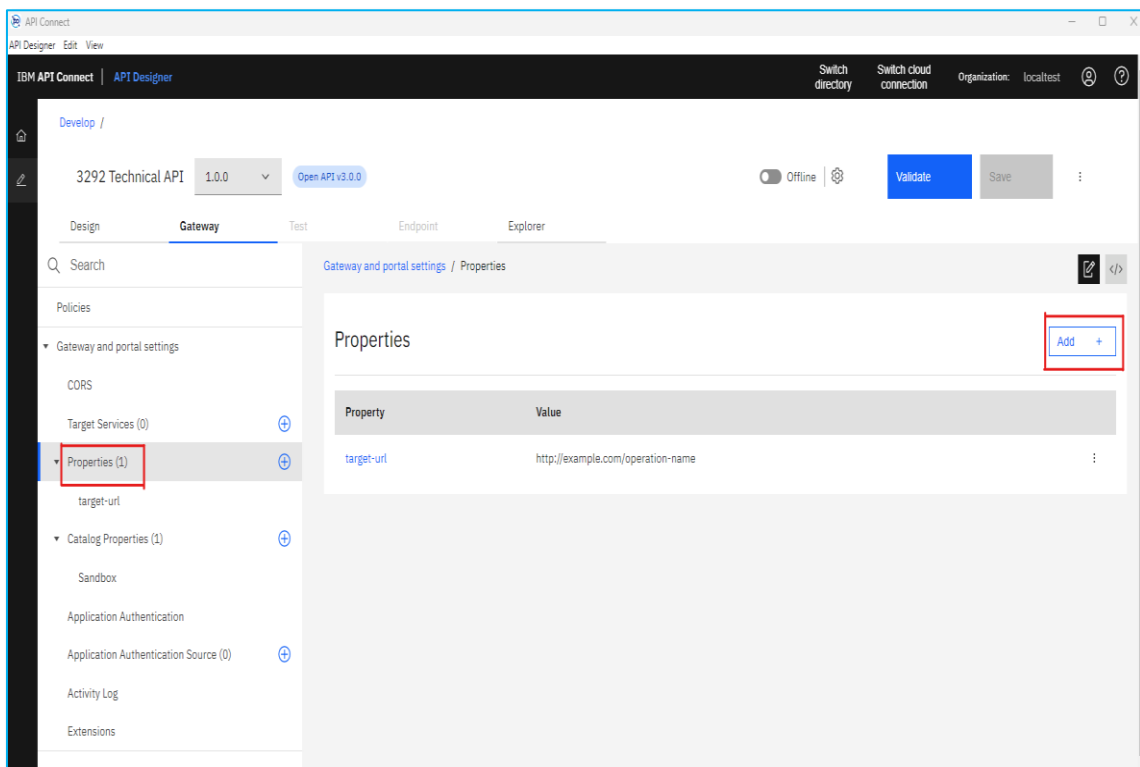 API Connect
API Designer Edit View
IBM API Connect | API Designer
Switch directory
Switch cloud connection
Organization: localtest
Develop /
3292 Technical API
1.0.0
Open API v3.0.0
Offline
Validate
Save
Design Gateway Test Endpoint Explorer
Search
Policies
Gateway and portal settings
CORS
Target Services (0)
Properties (1)
target-url
Catalog Properties (1)
Sandbox
Application Authentication
Application Authentication Source (0)
Activity Log
Extensions
Gateway and portal settings / Properties
</>
Properties
Add +
Property Value
target-url http://example.com/operation-name